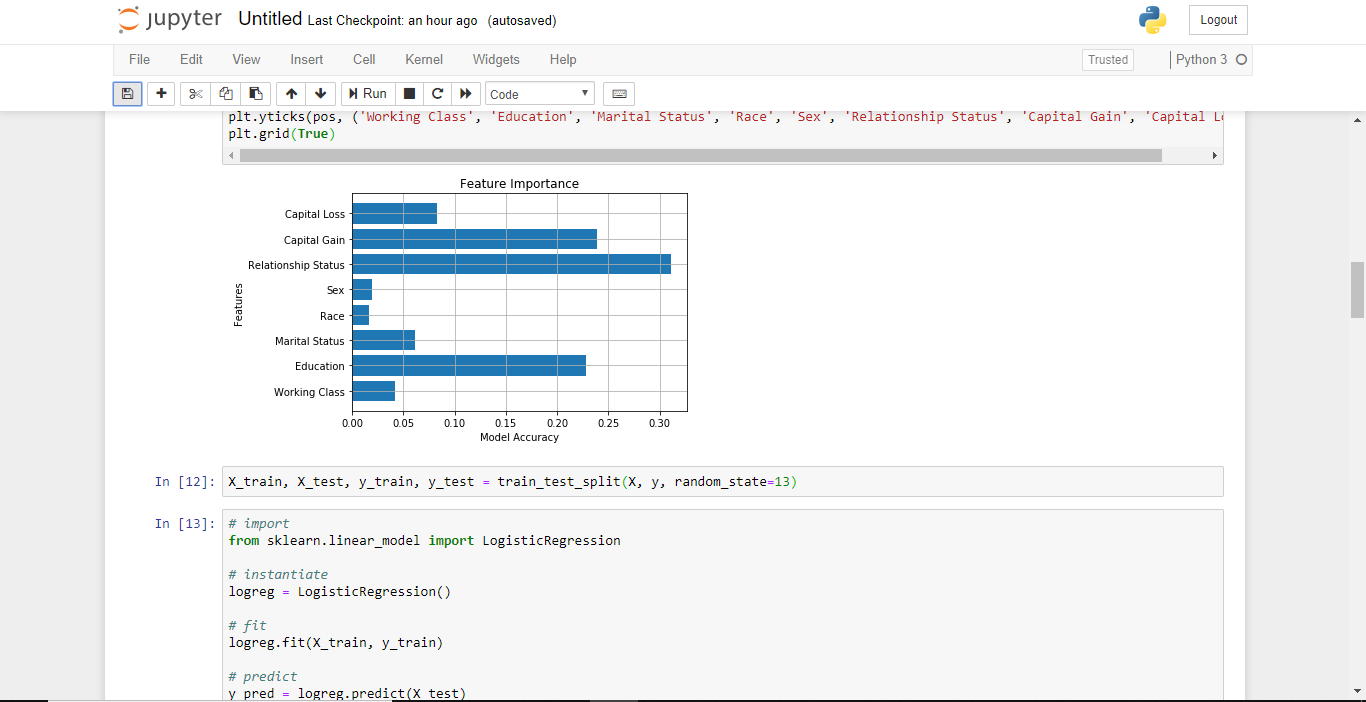 jupyter Untitled Last Checkpoint: an hour ago (autosaved)
Logout
File Edit View Insert Cell Kernel Widgets Help
Trusted Python 3
Run Code
plt.yticks(pos, ('Working Class', 'Education', 'Marital Status', 'Race', 'Sex', 'Relationship Status', 'Capital Gain', 'Capital
plt.grid(True)
Feature Importance
Capital Loss
Capital Gain
Relationship Status
Sex
Race
Marital Status
Education
Working Class
Features
0.00 0.05 0.10 0.15 0.20 0.25 0.30
Model Accuracy
In [12]: X_train, X_test, y_train, y_test = train_test_split(X, y, random_state=13)
In [13]: # import
from sklearn.linear_model import LogisticRegression
# instantiate
logreg = LogisticRegression()
# fit
logreg.fit(X_train, y_train)
# predict
y_pred = logreg.predict(X_test)